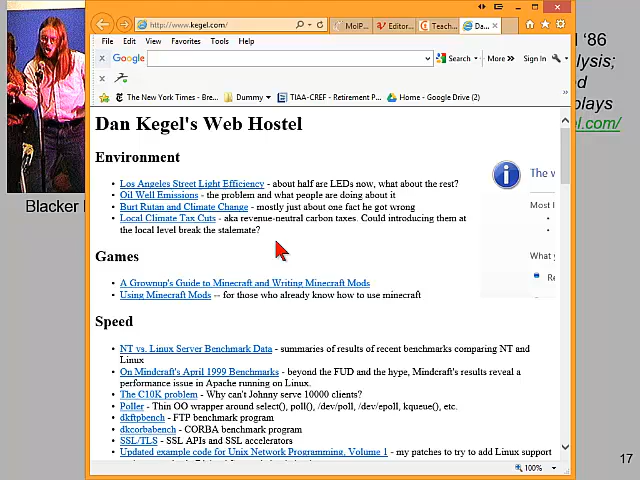 http://www.kegel.com/
MolP...
Editor...
Teach...
Da...
File Edit View Favorites Tools Help
x Google Search More » Sign In
x
The New York Times - Bre... Dummy TIAA-CREF - Retirement P... Home - Google Drive (2)
Dan Kegel's Web Hostel
Environment
• Los Angeles Street Light Efficiency - about half are LEDs now, what about the rest?
• Oil Well Emissions - the problem and what people are doing about it
• Burt Rutan and Climate Change - mostly just about one fact he got wrong
• Local Climate Tax Cuts - aka revenue-neutral carbon taxes. Could introducing them at
the local level break the stalemate?
Games
• A Grownup's Guide to Minecraft and Writing Minecraft Mods
• Using Minecraft Mods -- for those who already know how to use minecraft
Speed
• NT vs. Linux Server Benchmark Data - summaries of results of recent benchmarks comparing NT and
Linux
• On Mindcraft's April 1999 Benchmarks - beyond the FUD and the hype, Mindcraft's results reveal a
performance issue in Apache running on Linux.
• The C10K problem - Why can't Johnny serve 10000 clients?
• Poller - Thin OO wrapper around select(), poll(), /dev/poll, /dev/epoll, kqueue(), etc.
• dkftpbench - FTP benchmark program
• dkcorbabench - CORBA benchmark program
• SSL/TLS - SSL APIs and SSL accelerators
• Updated example code for Unix Network Programming, Volume 1 - my patches to try to add Linux support
The w
Most l
What y
Re
100%
Blacker
‘86
lysis;
d
plays
el.com/
17